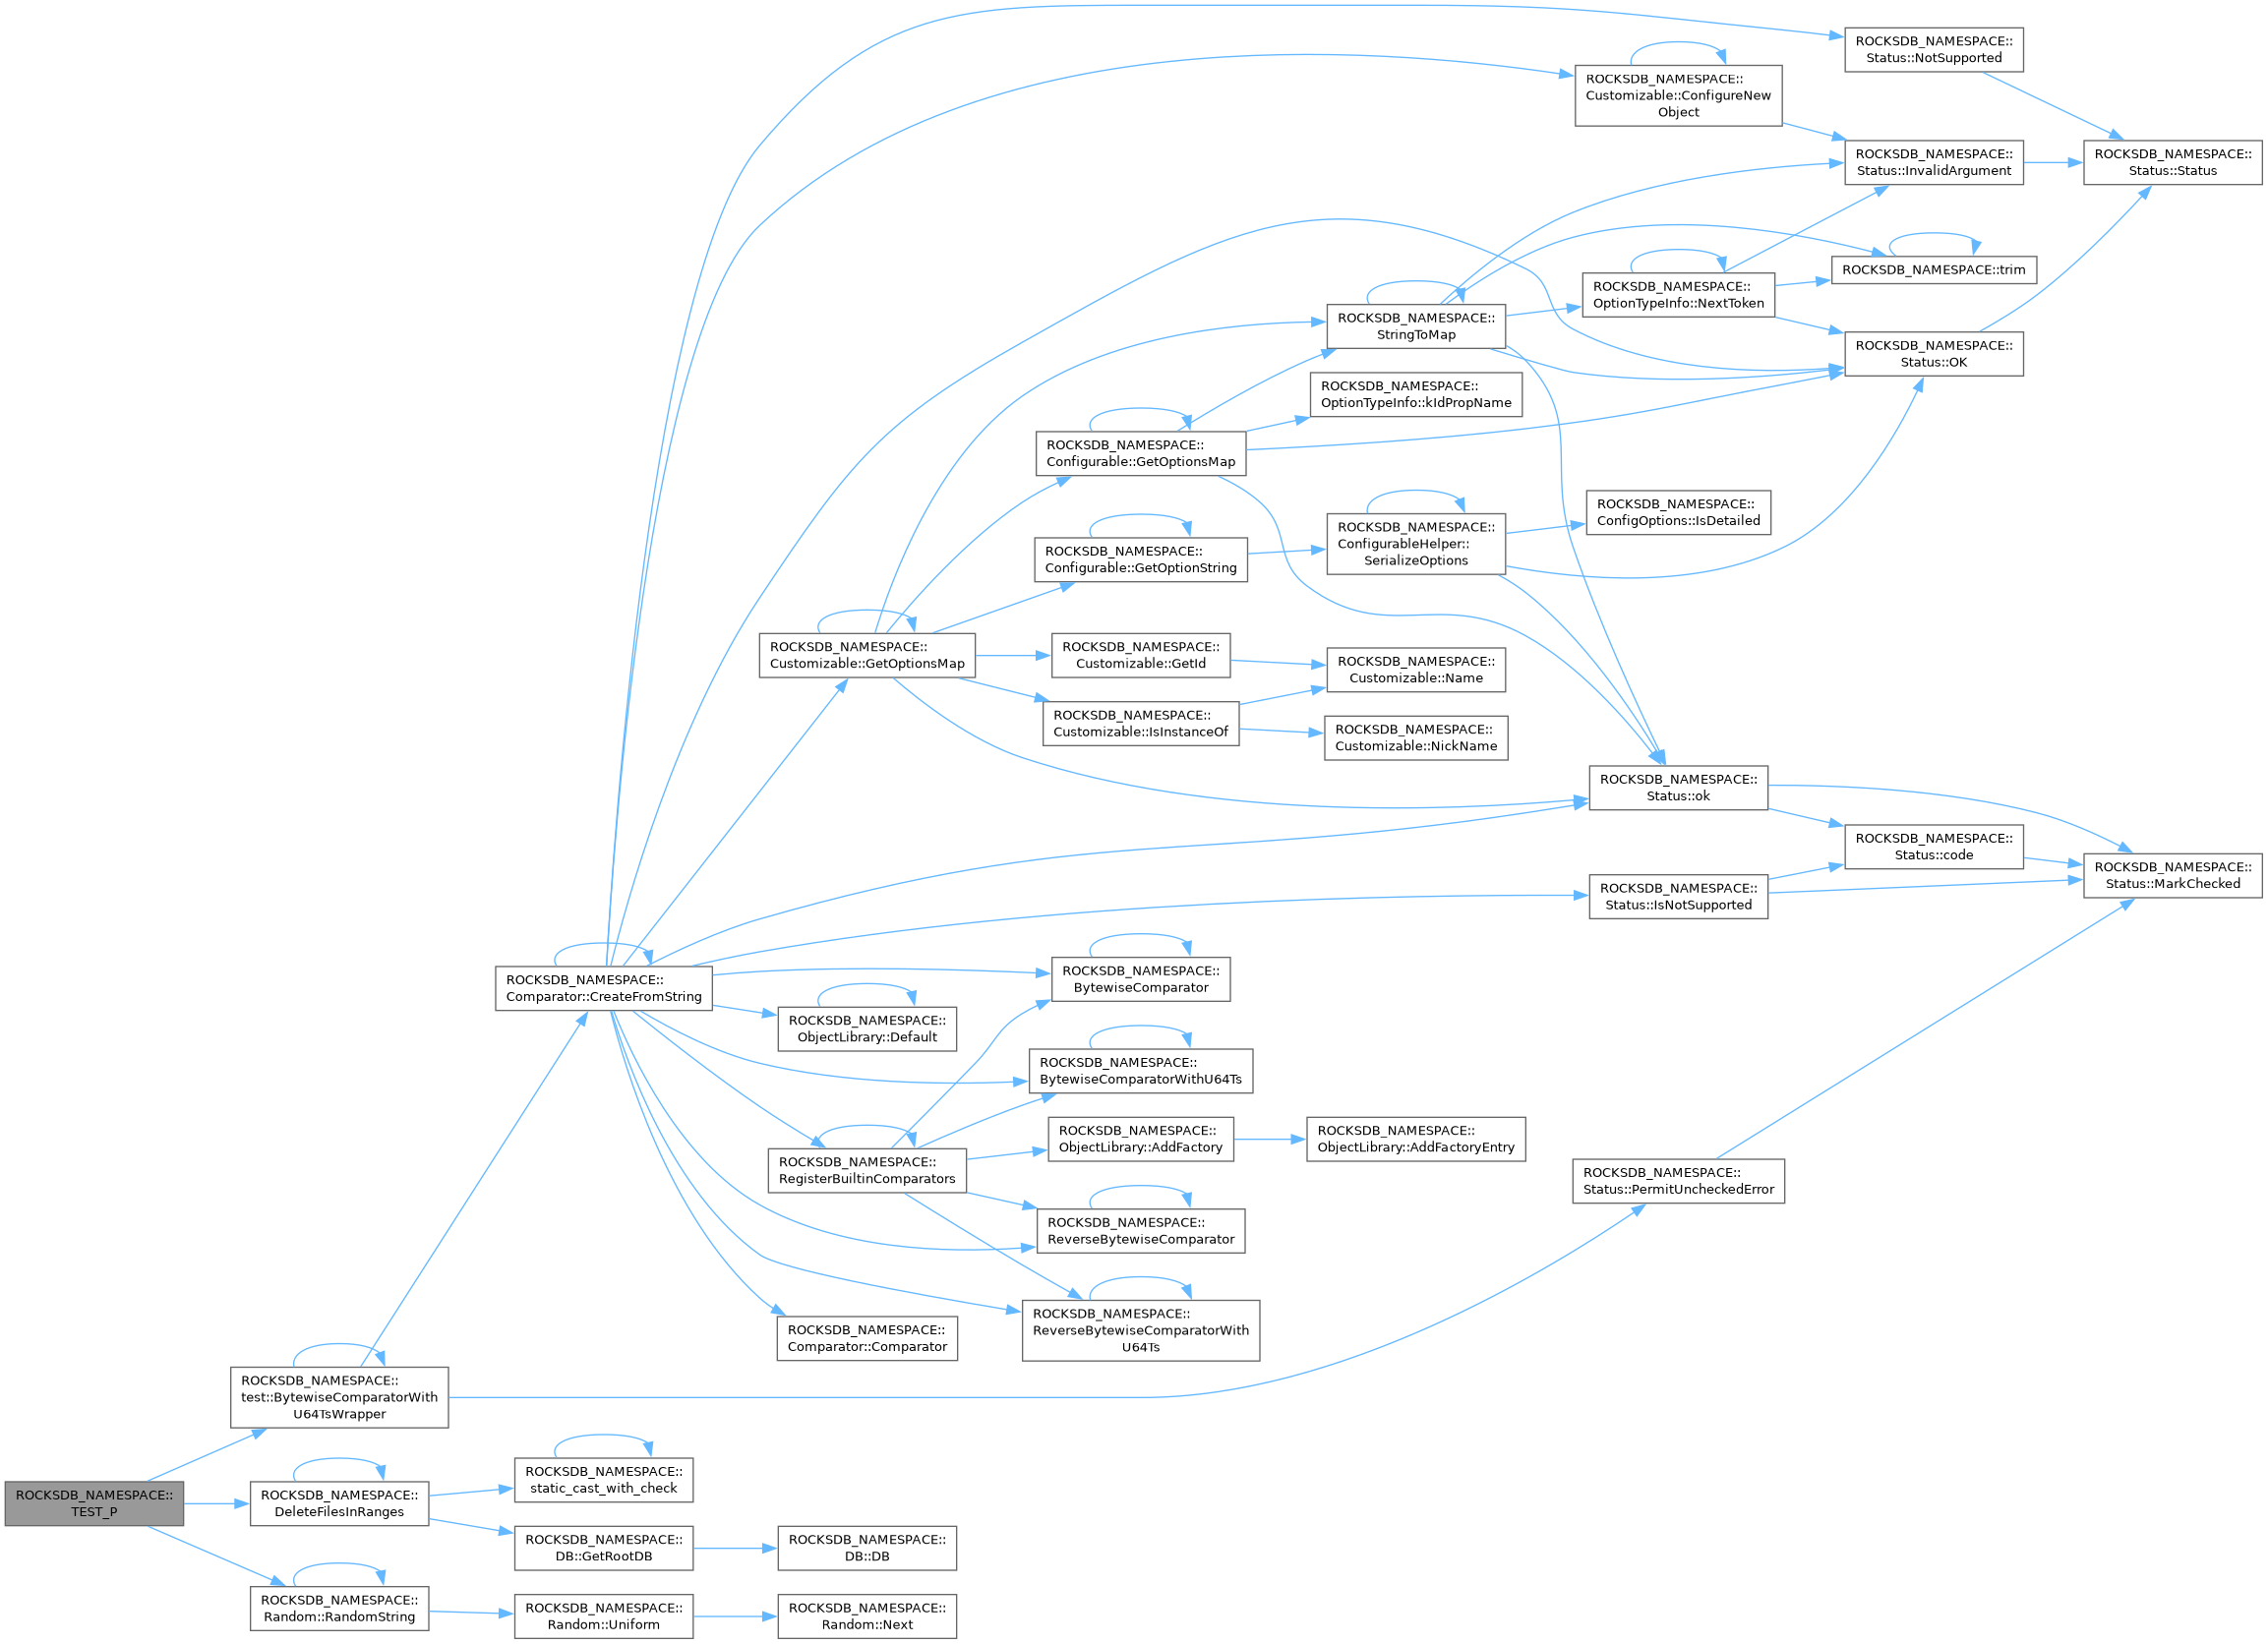 ROCKSDB_NAMESPACE::
TEST_P
ROCKSDB_NAMESPACE::
test::BytewiseComparatorWith
U64TsWrapper
ROCKSDB_NAMESPACE::
DeleteFilesInRanges
ROCKSDB_NAMESPACE::
Random::RandomString
ROCKSDB_NAMESPACE::
Comparator::CreateFromString
ROCKSDB_NAMESPACE::
static_cast_with_check
ROCKSDB_NAMESPACE::
DB::GetRootDB
ROCKSDB_NAMESPACE::
Random::Uniform
ROCKSDB_NAMESPACE::
Customizable::GetOptionsMap
ROCKSDB_NAMESPACE::
ObjectLibrary::Default
ROCKSDB_NAMESPACE::
RegisterBuiltinComparators
ROCKSDB_NAMESPACE::
Comparator::Comparator
ROCKSDB_NAMESPACE::
DB::DB
ROCKSDB_NAMESPACE::
Random::Next
ROCKSDB_NAMESPACE::
Configurable::GetOptionsMap
ROCKSDB_NAMESPACE::
Configurable::GetOptionString
ROCKSDB_NAMESPACE::
Customizable::GetId
ROCKSDB_NAMESPACE::
Customizable::IsInstanceOf
ROCKSDB_NAMESPACE::
BytewiseComparator
ROCKSDB_NAMESPACE::
BytewiseComparatorWithU64Ts
ROCKSDB_NAMESPACE::
ObjectLibrary::AddFactory
ROCKSDB_NAMESPACE::
ReverseBytewiseComparator
ROCKSDB_NAMESPACE::
ReverseBytewiseComparatorWith
U64Ts
ROCKSDB_NAMESPACE::
StringToMap
ROCKSDB_NAMESPACE::
OptionTypeInfo::kIdPropName
ROCKSDB_NAMESPACE::
ConfigurableHelper::
SerializeOptions
ROCKSDB_NAMESPACE::
Customizable::Name
ROCKSDB_NAMESPACE::
Customizable::NickName
ROCKSDB_NAMESPACE::
ObjectLibrary::AddFactoryEntry
ROCKSDB_NAMESPACE::
Customizable::ConfigureNew
Object
ROCKSDB_NAMESPACE::
OptionTypeInfo::NextToken
ROCKSDB_NAMESPACE::
ConfigOptions::IsDetailed
ROCKSDB_NAMESPACE::
Status::ok
ROCKSDB_NAMESPACE::
Status::IsNotSupported
ROCKSDB_NAMESPACE::
Status::PermitUncheckedError
ROCKSDB_NAMESPACE::
Status::NotSupported
ROCKSDB_NAMESPACE::
Status::InvalidArgument
ROCKSDB_NAMESPACE::trim
ROCKSDB_NAMESPACE::
Status::OK
ROCKSDB_NAMESPACE::
Status::code
ROCKSDB_NAMESPACE::
Status::Status
ROCKSDB_NAMESPACE::
Status::MarkChecked